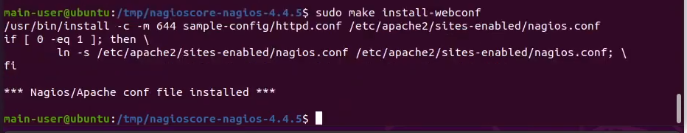 main-user@ubuntu:/tmp/nagioscore-nagios-4.4.5$ sudo make install-webconf
/usr/bin/install -c -m 644 sample-config/httpd.conf /etc/apache2/sites-enabled/nagios.conf
if [ 0 -eq 1 ]; then \
ln -s /etc/apache2/sites-enabled/nagios.conf /etc/apache2/sites-enabled/nagios.conf; \
fi
*** Nagios/Apache conf file installed ***
main-user@ubuntu:/tmp/nagioscore-nagios-4.4.5$